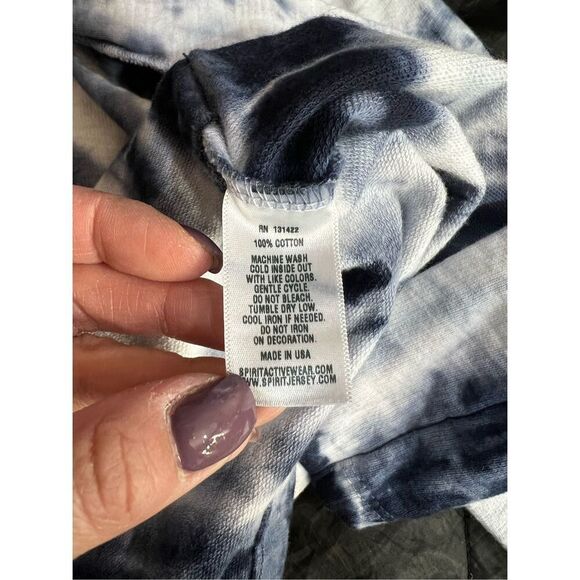 RN 131422
100% COTTON
MACHINE WASH
COLD INSIDE OUT
WITH LIKE COLORS.
GENTLE CYCLE.
DO NOT BLEACH.
TUMBLE DRY LOW.
COOL IRON IF NEEDED.
DO NOT IRON
ON DECORATION.
MADE IN USA
SPIRITACTIVEWEAR.COM
WWW.SPIRITJERSEY.COM